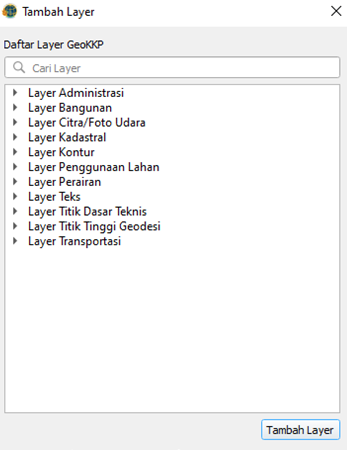 Tambah Layer
Daftar Layer GeoKKP
Cari Layer
Layer Administrasi
Layer Bangunan
Layer Citra/Foto Udara
Layer Kadastral
Layer Kontur
Layer Penggunaan Lahan
Layer Perairan
Layer Teks
Layer Titik Dasar Teknis
Layer Titik Tinggi Geodesi
Layer Transportasi
Tambah Layer